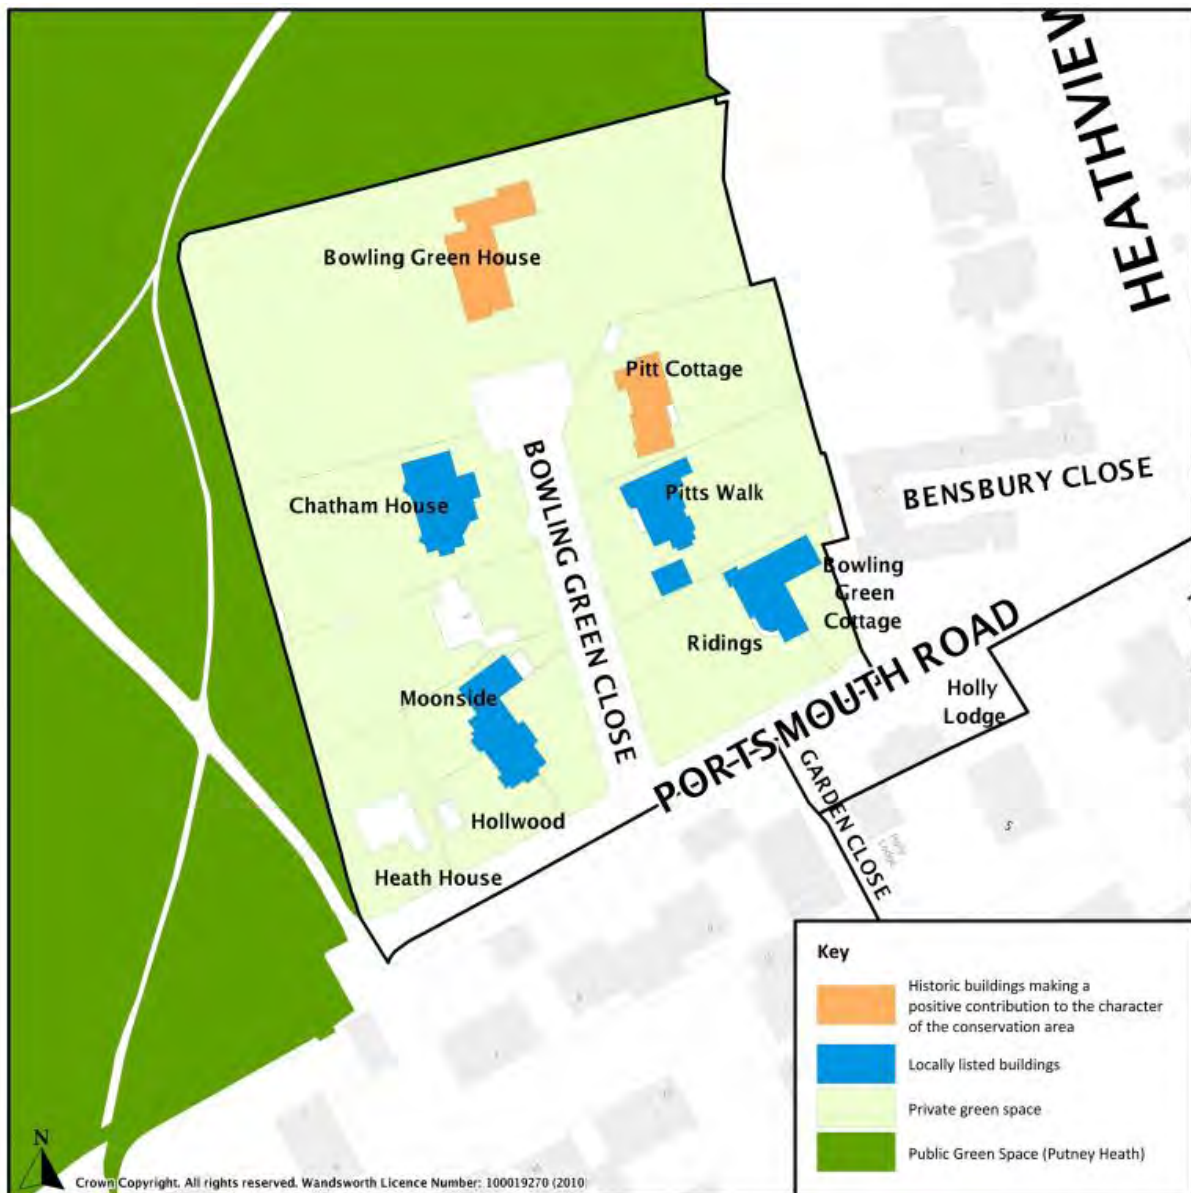 HEATHVIEW
Bowling Green House
Pitt Cottage
BOWLING GREEN CLOSE
BENSBURY CLOSE
Chatham House
Pitts Walk
Bowling
Green
Cottage
Ridings
PORTSMOUTH ROAD
Holly
Lodge
Moonside
GARDEN CLOSE
Hollwood
Heath House
Holly
Lodge
5
Key
Historic buildings making a
positive contribution to the character
of the conservation area
Locally listed buildings
Private green space
Public Green Space (Putney Heath)
N
Crown Copyright. All rights reserved. Wandsworth Licence Number: 100019270 (2010